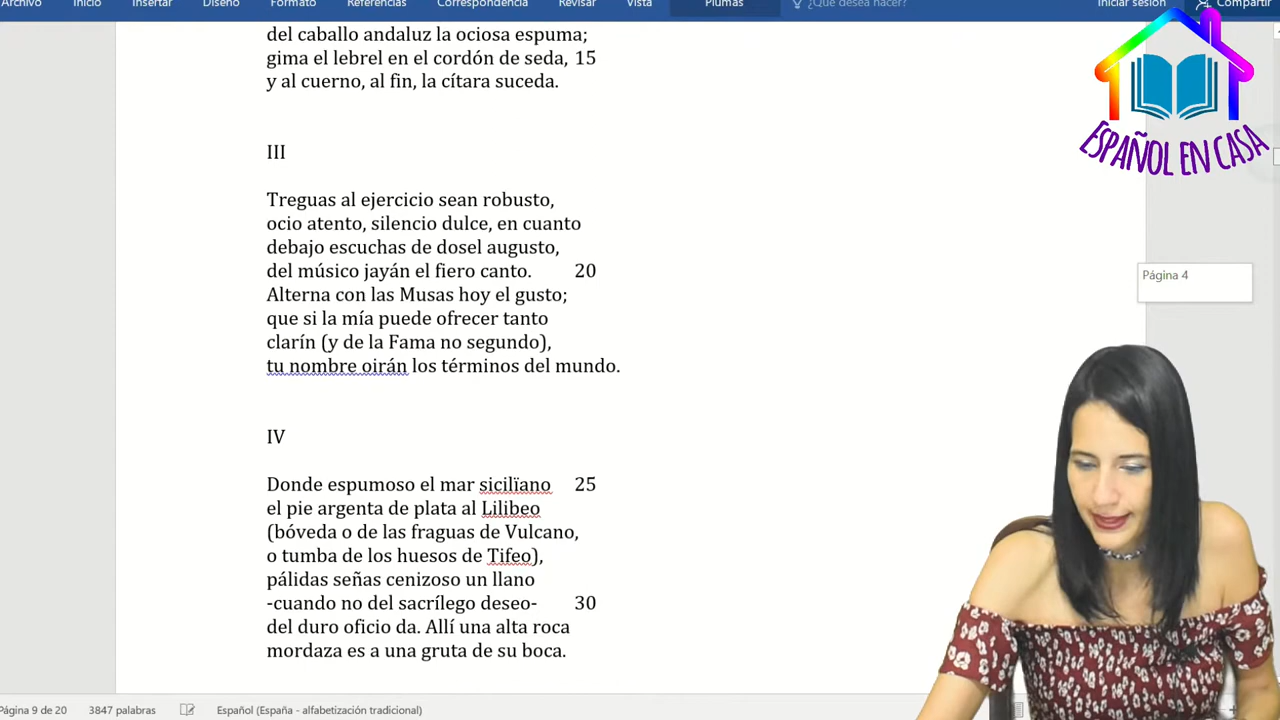 Archivo Inicio Insertar Diseño Formato Referencias Correspondencia Revisar Vista Plumas ¿Qué desea hacer? Iniciar sesión Compartir
del caballo andaluz la ociosa espuma;
gima el lebrel en el cordón de seda, 15
y al cuerno, al fin, la cítara suceda.
ESPAÑOL EN CASA
III
Treguas al ejercicio sean robusto,
ocio atento, silencio dulce, en cuanto
debajo escuchas de dosel augusto,
del músico jayán el fiero canto. 20
Página 4
Alterna con las Musas hoy el gusto;
que si la mía puede ofrecer tanto
clarín (y de la Fama no segundo),
tu nombre oirán los términos del mundo.
IV
Donde espumoso el mar sicilïano 25
el pie argenta de plata al Lilibeo
(bóveda o de las fraguas de Vulcano,
o tumba de los huesos de Tifeo),
pálidas señas cenizoso un llano
-cuando no del sacrílego deseo- 30
del duro oficio da. Allí una alta roca
mordaza es a una gruta de su boca.
Página 9 de 20 3847 palabras Español (España - alfabetización tradicional)